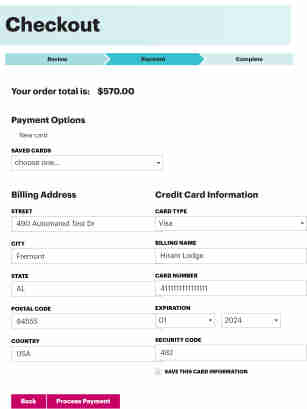 Checkout
Review
Payment
Complete
Your order total is: $570.00
Payment Options
New card
SAVED CARDS
choose one...
Billing Address
STREET
490 Automated Test Dr
CITY
Fremont
STATE
AL
POSTAL CODE
94555
COUNTRY
USA
Credit Card Information
CARD TYPE
Visa
BILLING NAME
Hiram Lodge
CARD NUMBER
4111111111111111
EXPIRATION
01
2024
SECURITY CODE
482
SAVE THIS CARD INFORMATION
Back
Process Payment